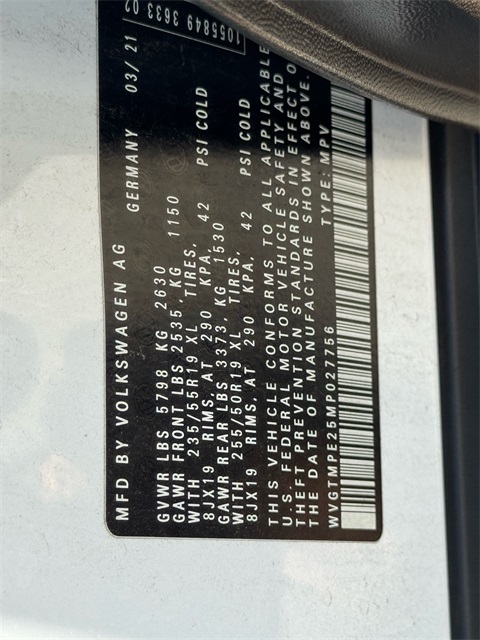 1055849 3633 02
MFD BY VOLKSWAGEN AG GERMANY 03/21
GVWR LBS 5798 KG 2630
GAWR FRONT LBS 2535, KG 1150
WITH 235/55R19 XL TIRES,
8JX19 RIMS, AT 290 KPA, 42 PSI COLD
GAWR REAR LBS 3373, KG 1530
WITH 255/50R19 XL TIRES,
8JX19 RIMS, AT 290 KPA, 42 PSI COLD
THIS VEHICLE CONFORMS TO ALL APPLICABLE
U.S. FEDERAL MOTOR VEHICLE SAFETY AND
THEFT PREVENTION STANDARDS IN EFFECT O
THE DATE OF MANUFACTURE SHOWN ABOVE.
WVGTMPE25MP027756 TYPE: MPV